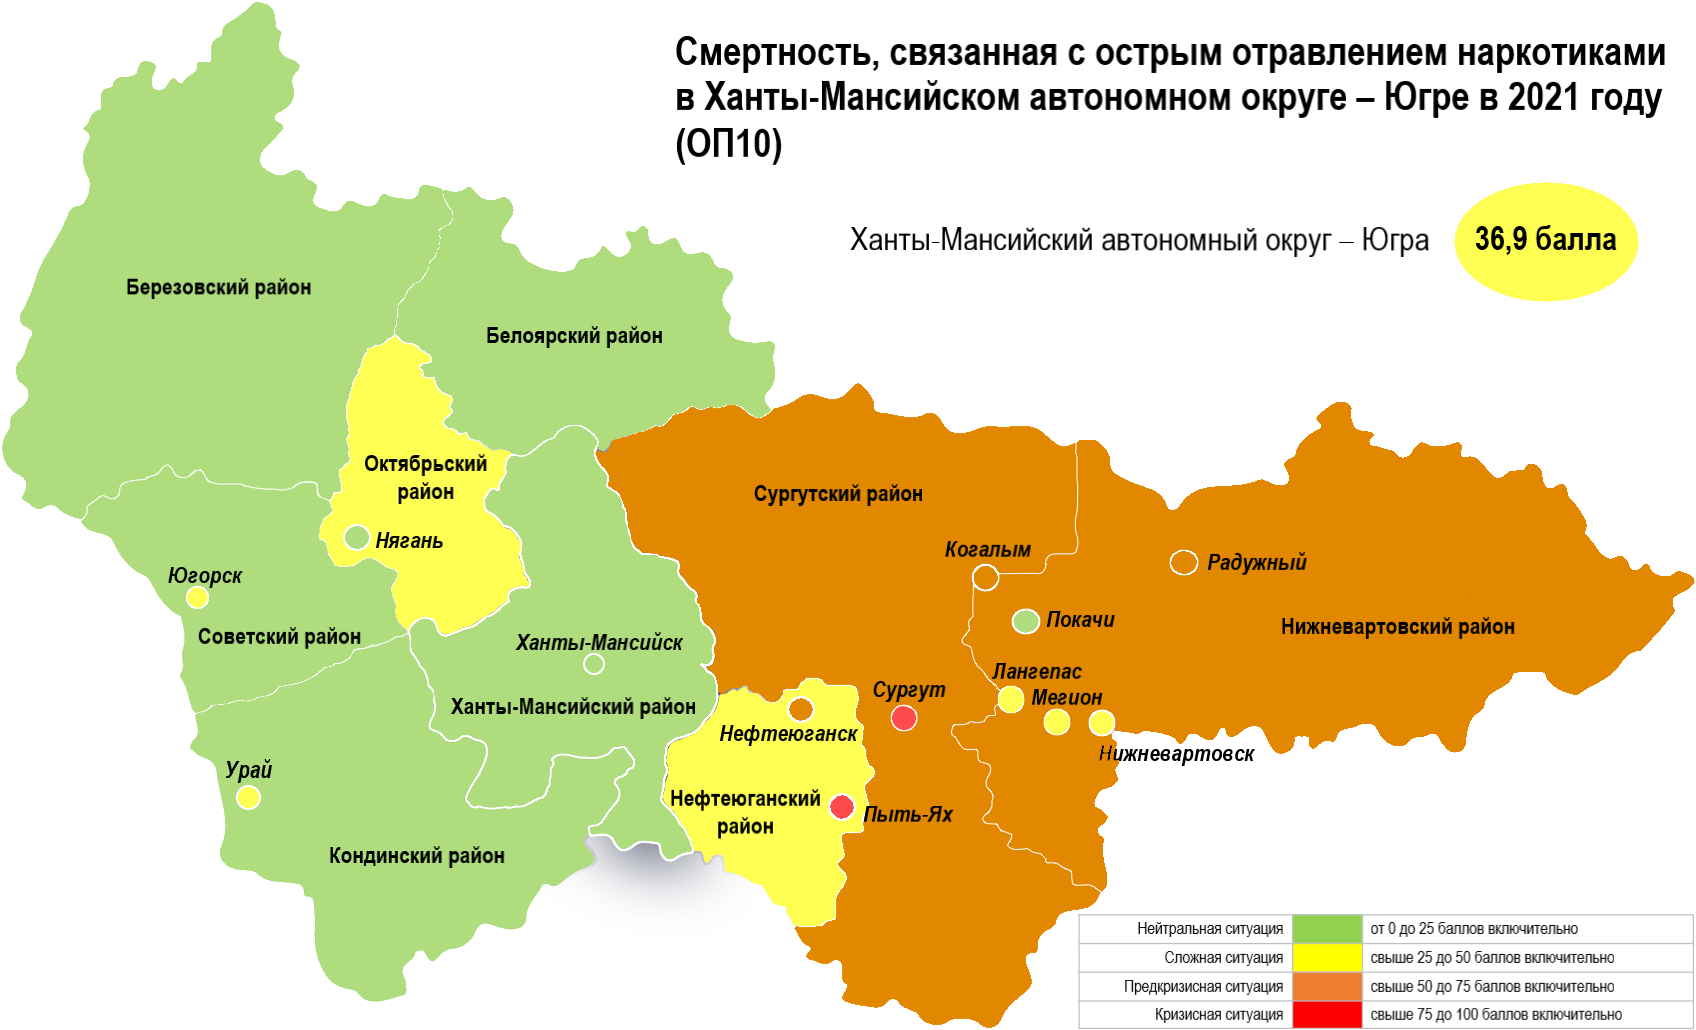 Смертность, связанная с острым отравлением наркотиками
в Ханты-Мансийском автономном округе – Югре в 2021 году
(ОП10)
Ханты-Мансийский автономный округ – Югра
36,9 балла
Березовский район
Белоярский район
Октябрьский
район
Нягань
Сургутский район
Когалым
Радужный
Югорск
Советский район
Ханты-Мансийск
Покачи
Нижневартовский район
Лангепас
Мегион
Сургут
Ханты-Мансийский район
Нефтеюганск
Нижневартовск
Урай
Нефтеюганский
район
Пыть-Ях
Кондинский район
Нейтральная ситуация
от 0 до 25 баллов включительно
Сложная ситуация
свыше 25 до 50 баллов включительно
Предкризисная ситуация
свыше 50 до 75 баллов включительно
Кризисная ситуация
свыше 75 до 100 баллов включительно